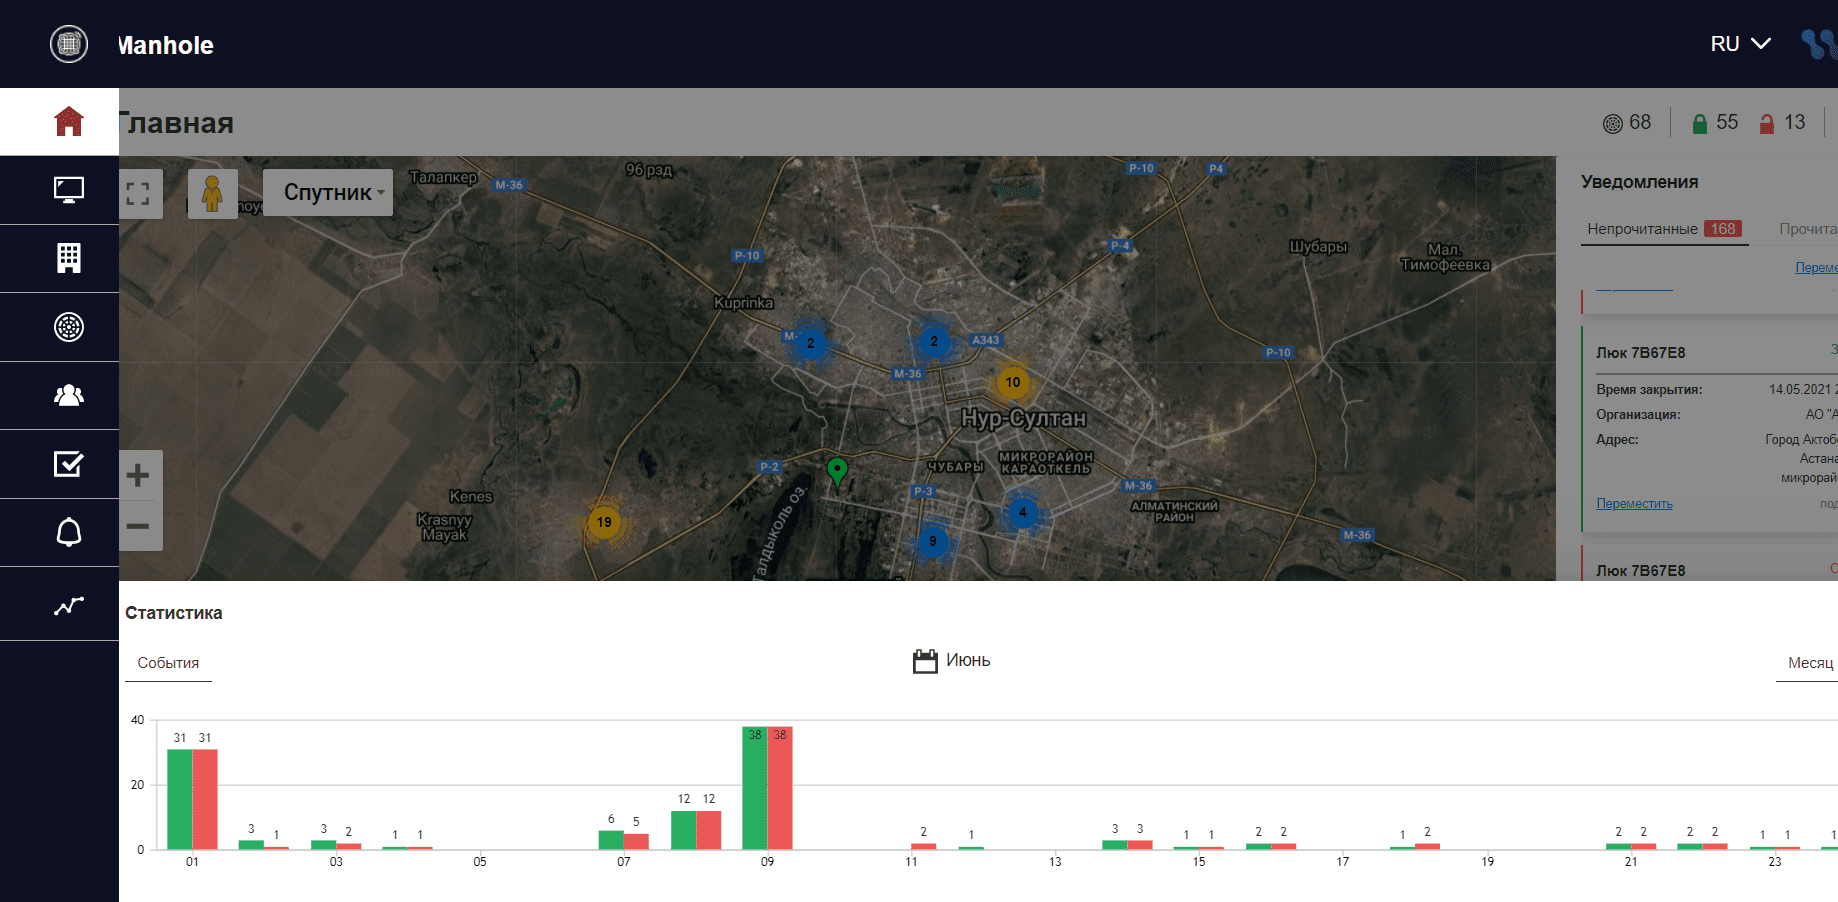 Manhole
RU
Главная
68
55
13
Спутник
Талапкер
М-36
96 рзд
Р-10
Р4
Р-10
Р-4
Шубары
Мал.
Тимофеевка
Kuprinka
2
2
А343
М-36
10
Р-10
Нур-Султан
МИКРОРАЙОН
КАРАОТКЕЛЬ
ЧУБАРЫ
Р-2
Р-3
М-36
Kenes
Krasnyy
Mayak
19
Талдыколь оз.
9
4
АЛМАТИНСКИЙ
РАЙОН
М-36
Уведомления
Непрочитанные 168
Прочита
Переме
Люк 7B67E8
Время закрытия: 14.05.2021 2
Организация: АО "А
Адрес: Город Актоб
Астана
микрорай
Переместить под
Люк 7B67E8
Статистика
События
Июнь
Месяц
40
20
0
31 31
3 1
3 2
1 1
6 5
12 12
38 38
2
1
3 3
1 1
2 2
1 2
2 2
2 2
1 1
1
01 03 05 07 09 11 13 15 17 19 21 23